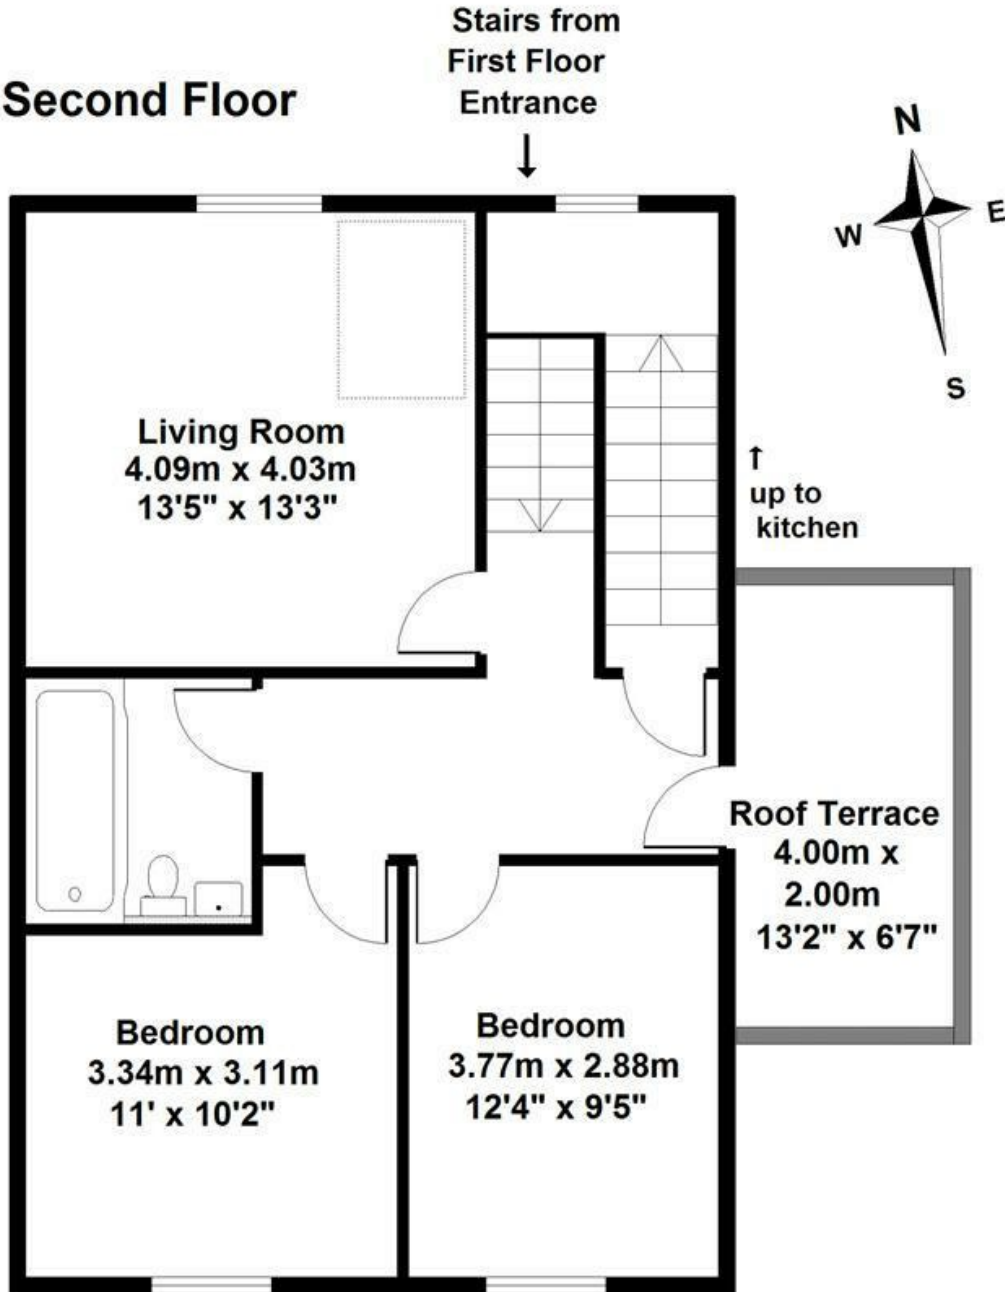 Stairs from
First Floor
Entrance
↓
Second Floor
N
W
E
S
Living Room
4.09m x 4.03m
13'5" x 13'3"
↑
up to
kitchen
Roof Terrace
4.00m x
2.00m
13'2" x 6'7"
Bedroom
3.34m x 3.11m
11' x 10'2"
Bedroom
3.77m x 2.88m
12'4" x 9'5"